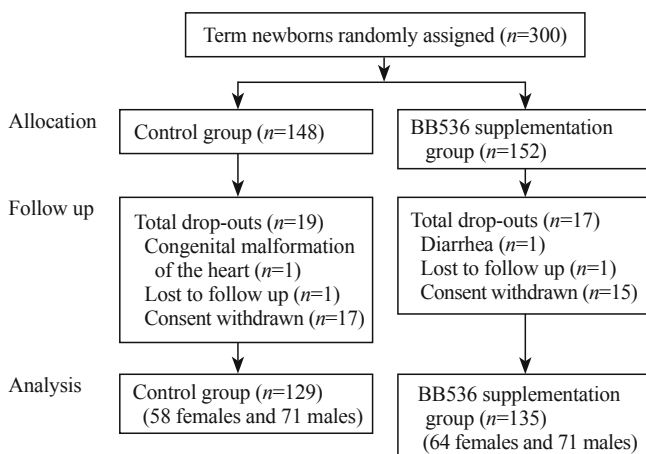 Term newborns randomly assigned (n=300)
Allocation
Control group (n=148)
BB536 supplementation
group (n=152)
Follow up
Total drop-outs (n=19)
Congenital malformation
of the heart (n=1)
Lost to follow up (n=1)
Consent withdrawn (n=17)
Total drop-outs (n=17)
Diarrhea (n=1)
Lost to follow up (n=1)
Consent withdrawn (n=15)
Analysis
Control group (n=129)
(58 females and 71 males)
BB536 supplementation
group (n=135)
(64 females and 71 males)